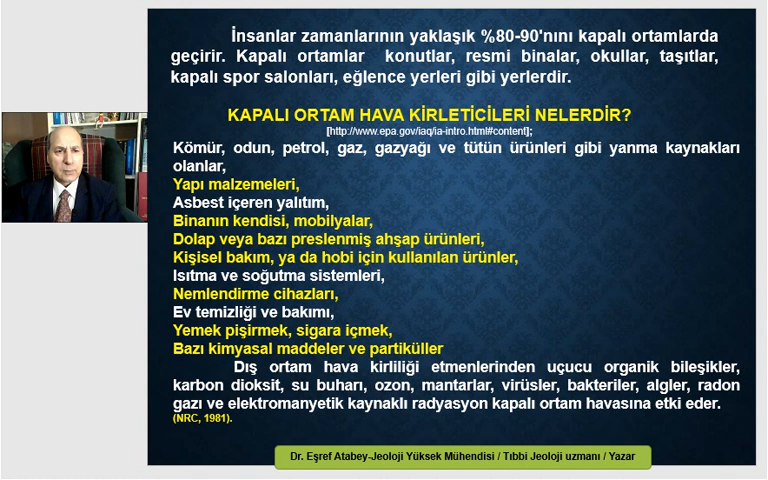 İnsanlar zamanlarının yaklaşık %80-90'nını kapalı ortamlarda
geçirir. Kapalı ortamlar konutlar, resmi binalar, okullar, taşıtlar,
kapalı spor salonları, eğlence yerleri gibi yerlerdir.
KAPALI ORTAM HAVA KİRLETİCİLERİ NELERDİR?
[http://www.epa.gov/iaq/ia-intro.html#content];
Kömür, odun, petrol, gaz, gazyağı ve tütün ürünleri gibi yanma kaynakları
olanlar,
Yapı malzemeleri,
Asbest içeren yalıtım,
Binanın kendisi, mobilyalar,
Dolap veya bazı preslenmiş ahşap ürünleri,
Kişisel bakım, ya da hobi için kullanılan ürünler,
Isıtma ve soğutma sistemleri,
Nemlendirme cihazları,
Ev temizliği ve bakımı,
Yemek pişirmek, sigara içmek,
Bazı kimyasal maddeler ve partiküller
Dış ortam hava kirliliği etmenlerinden uçucu organik bileşikler,
karbon dioksit, su buharı, ozon, mantarlar, virüsler, bakteriler, algler, radon
gazı ve elektromanyetik kaynaklı radyasyon kapalı ortam havasına etki eder.
(NRC, 1981).
Dr. Eşref Atabey-Jeoloji Yüksek Mühendisi / Tıbbi Jeoloji uzmanı / Yazar